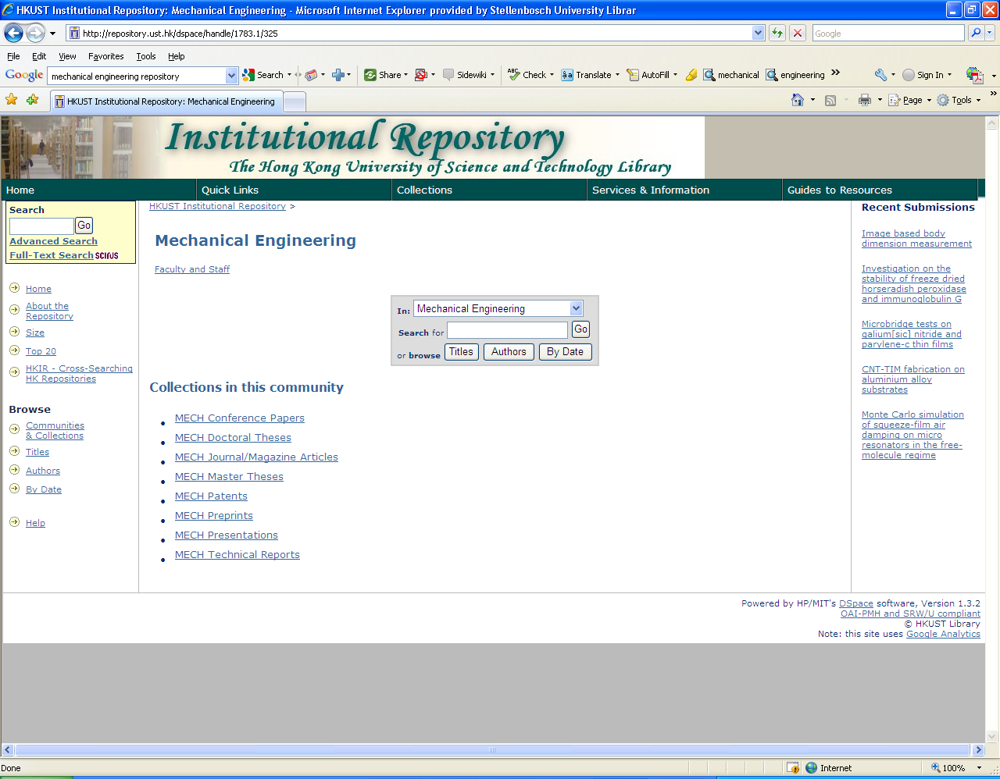 HKUST Institutional Repository: Mechanical Engineering - Microsoft Internet Explorer provided by Stellenbosch University Librar
http://repository.ust.hk/dspace/handle/1783.1/325
Google
File Edit View Favorites Tools Help
Google mechanical engineering repository Search Share Sidewiki ABC Check Translate AutoFill mechanical engineering Sign In
HKUST Institutional Repository: Mechanical Engineering Page Tools
Institutional Repository
The Hong Kong University of Science and Technology Library
Home Quick Links Collections Services & Information Guides to Resources
Search
Go
Advanced Search
Full-Text Search SCIRUS
Home
About the
Repository
Size
Top 20
HKIR - Cross-Searching
HK Repositories
Browse
Communities
& Collections
Titles
Authors
By Date
Help
HKUST Institutional Repository >
Mechanical Engineering
Faculty and Staff
In: Mechanical Engineering
Search for Go
or browse Titles Authors By Date
Collections in this community
MECH Conference Papers
MECH Doctoral Theses
MECH Journal/Magazine Articles
MECH Master Theses
MECH Patents
MECH Preprints
MECH Presentations
MECH Technical Reports
Recent Submissions
Image based body
dimension measurement
Investigation on the
stability of freeze dried
horseradish peroxidase
and immunoglobulin G
Microbridge tests on
galium[sic] nitride and
parylene-c thin films
CNT-TIM fabrication on
aluminium alloy
substrates
Monte Carlo simulation
of squeeze-film air
damping on micro
resonators in the free-
molecule regime
Powered by HP/MIT's DSpace software, Version 1.3.2
OAI-PMH and SRW/U compliant
© HKUST Library
Note: this site uses Google Analytics
Done Internet 100%